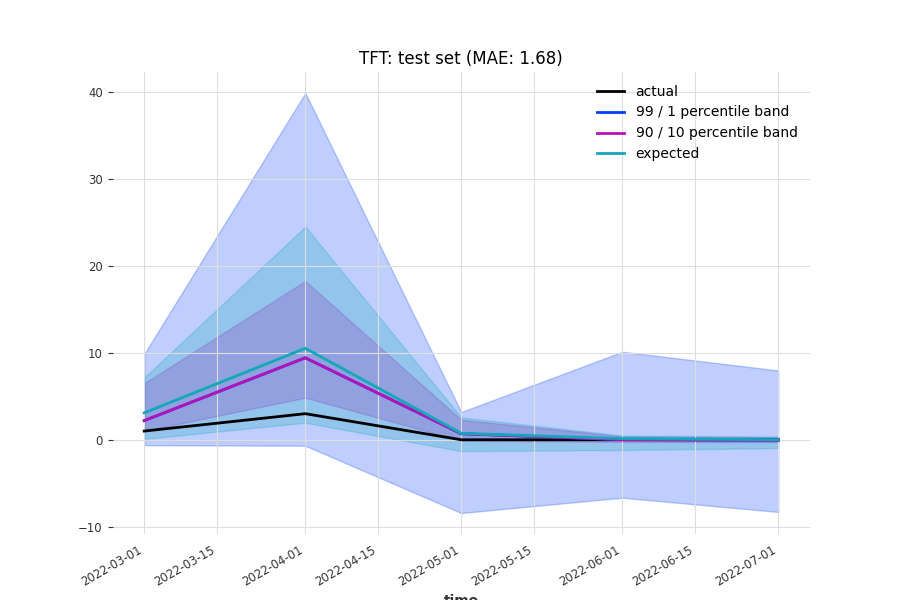 TFT: test set (MAE: 1.68)
actual
99 / 1 percentile band
90 / 10 percentile band
expected
40
30
20
10
0
−10
2022-03-01
2022-03-15
2022-04-01
2022-04-15
2022-05-01
2022-05-15
2022-06-01
2022-06-15
2022-07-01
time